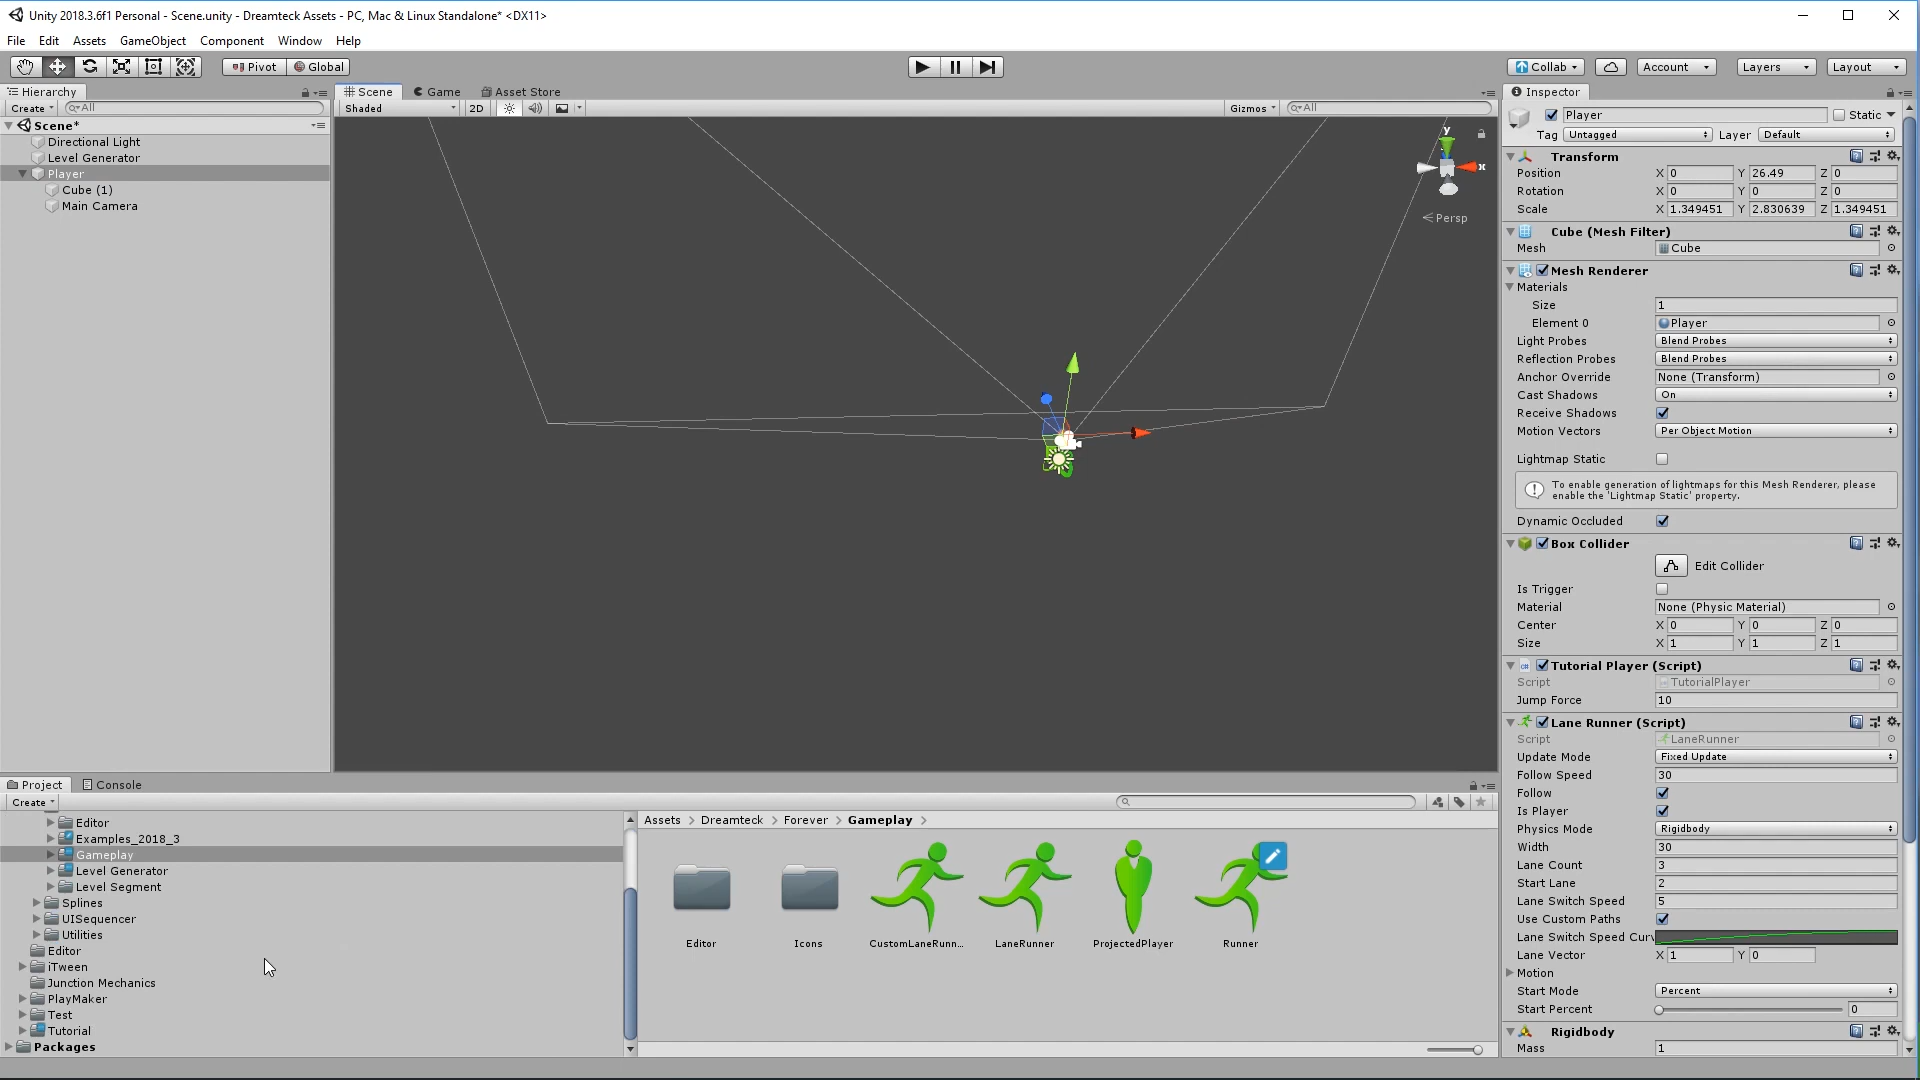 Unity 2018.3.6f1 Personal - Scene.unity - Dreamteck Assets - PC, Mac & Linux Standalone* <DX11>
File Edit Assets GameObject Component Window Help
Pivot Global Collab Account Layers Layout
Hierarchy Scene Game Asset Store Inspector
Create All Shaded 2D Gizmos All
Player Static
Tag Untagged Layer Default
Scene*
Directional Light
Level Generator
Player
Cube (1)
Main Camera
y
x
Persp
Transform
Position X 0 Y 26.49 Z 0
Rotation X 0 Y 0 Z 0
Scale X 1.349451 Y 2.830639 Z 1.349451
Cube (Mesh Filter)
Mesh Cube
Mesh Renderer
Materials
Size 1
Element 0 Player
Light Probes Blend Probes
Reflection Probes Blend Probes
Anchor Override None (Transform)
Cast Shadows On
Receive Shadows
Motion Vectors Per Object Motion
Lightmap Static
To enable generation of lightmaps for this Mesh Renderer, please
enable the 'Lightmap Static' property.
Dynamic Occluded
Box Collider
Edit Collider
Is Trigger
Material None (Physic Material)
Center X 0 Y 0 Z 0
Size X 1 Y 1 Z 1
Tutorial Player (Script)
Script TutorialPlayer
Jump Force 10
Lane Runner (Script)
Script LaneRunner
Update Mode Fixed Update
Follow Speed 30
Follow
Is Player
Physics Mode Rigidbody
Width 30
Lane Count 3
Start Lane 2
Lane Switch Speed 5
Use Custom Paths
Lane Switch Speed Curv
Lane Vector X 1 Y 0
Motion
Start Mode Percent
Start Percent 0
Rigidbody
Mass 1
Project Console
Create
Editor
Examples_2018_3
Gameplay
Level Generator
Level Segment
Splines
UISequencer
Utilities
Editor
iTween
Junction Mechanics
PlayMaker
Test
Tutorial
Packages
Assets > Dreamteck > Forever > Gameplay >
Editor Icons CustomLaneRunn... LaneRunner ProjectedPlayer Runner